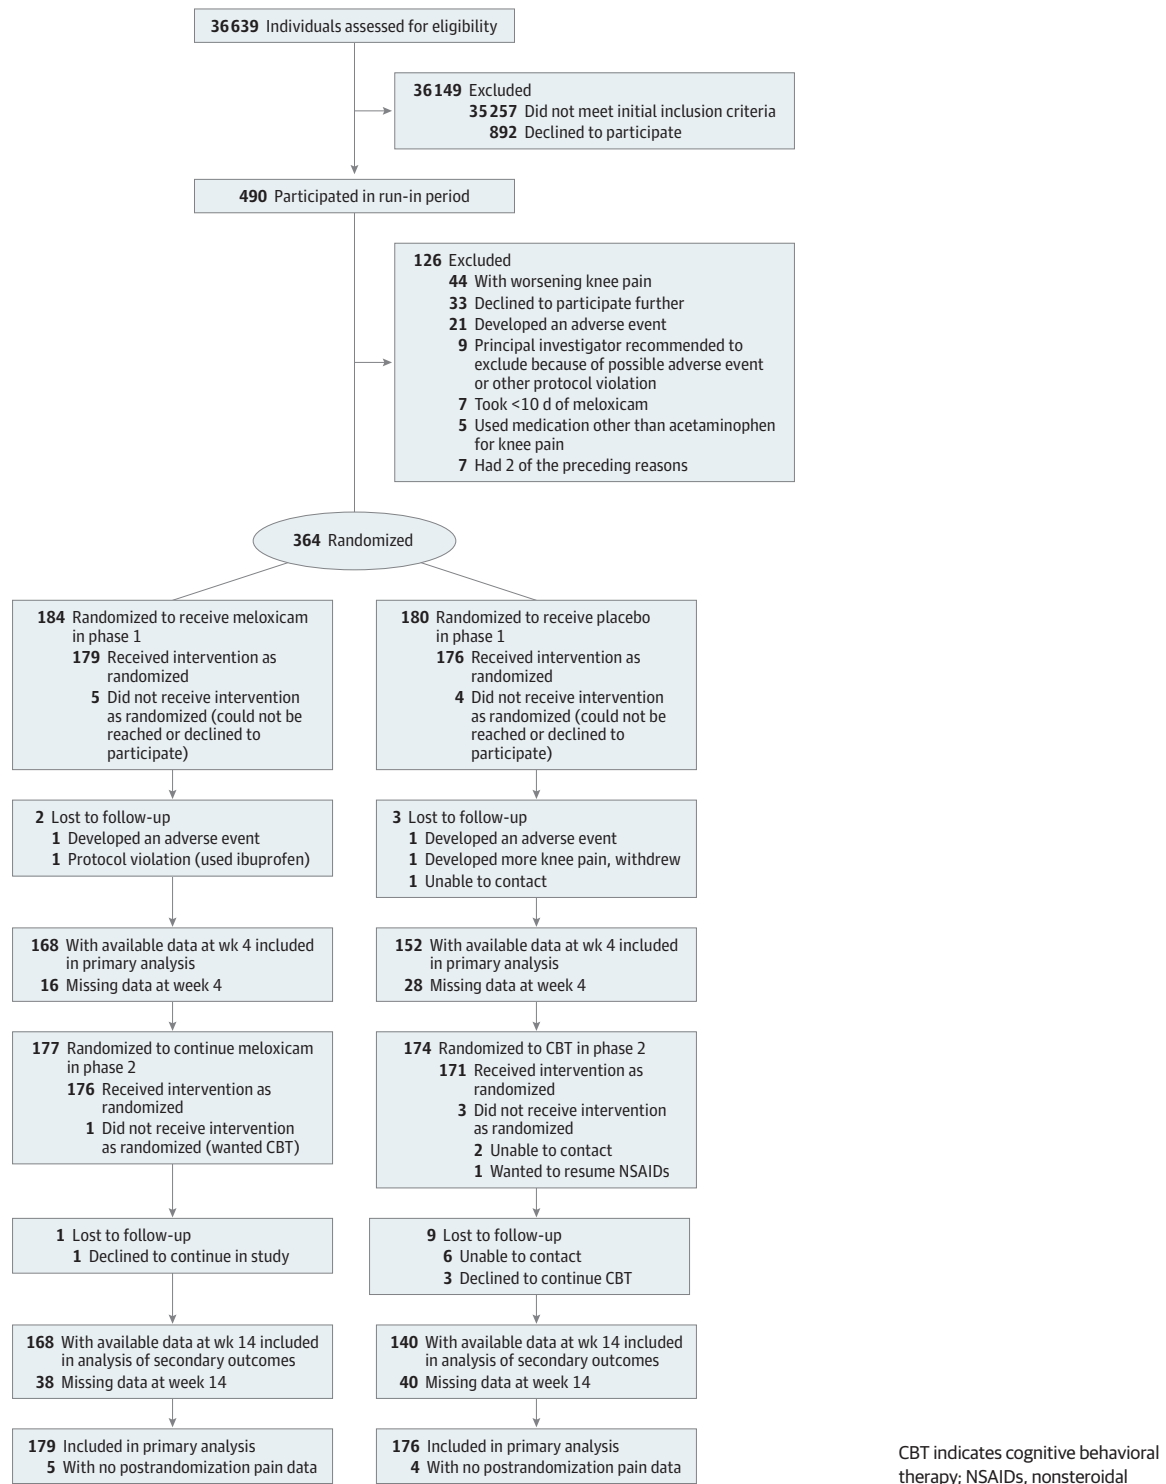 36639 Individuals assessed for eligibility
36149 Excluded
35257 Did not meet initial inclusion criteria
892 Declined to participate
490 Participated in run-in period
126 Excluded
44 With worsening knee pain
33 Declined to participate further
21 Developed an adverse event
9 Principal investigator recommended to
exclude because of possible adverse event
or other protocol violation
7 Took <10 d of meloxicam
5 Used medication other than acetaminophen
for knee pain
7 Had 2 of the preceding reasons
364 Randomized
184 Randomized to receive meloxicam
in phase 1
179 Received intervention as
randomized
5 Did not receive intervention
as randomized (could not be
reached or declined to
participate)
180 Randomized to receive placebo
in phase 1
176 Received intervention as
randomized
4 Did not receive intervention
as randomized (could not be
reached or declined to
participate)
2 Lost to follow-up
1 Developed an adverse event
1 Protocol violation (used ibuprofen)
3 Lost to follow-up
1 Developed an adverse event
1 Developed more knee pain, withdrew
1 Unable to contact
168 With available data at wk 4 included
in primary analysis
16 Missing data at week 4
152 With available data at wk 4 included
in primary analysis
28 Missing data at week 4
177 Randomized to continue meloxicam
in phase 2
176 Received intervention as
randomized
1 Did not receive intervention
as randomized (wanted CBT)
174 Randomized to CBT in phase 2
171 Received intervention as
randomized
3 Did not receive intervention
as randomized
2 Unable to contact
1 Wanted to resume NSAIDs
1 Lost to follow-up
1 Declined to continue in study
9 Lost to follow-up
6 Unable to contact
3 Declined to continue CBT
168 With available data at wk 14 included
in analysis of secondary outcomes
38 Missing data at week 14
140 With available data at wk 14 included
in analysis of secondary outcomes
40 Missing data at week 14
179 Included in primary analysis
5 With no postrandomization pain data
176 Included in primary analysis
4 With no postrandomization pain data
CBT indicates cognitive behavioral
therapy; NSAIDs, nonsteroidal